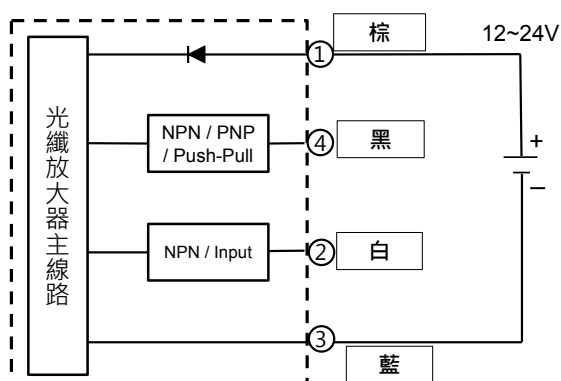 棕
12~24V
①
光纖放大器主線路
NPN / PNP
/ Push-Pull
④
黑
+
−
NPN / Input
②
白
③
藍